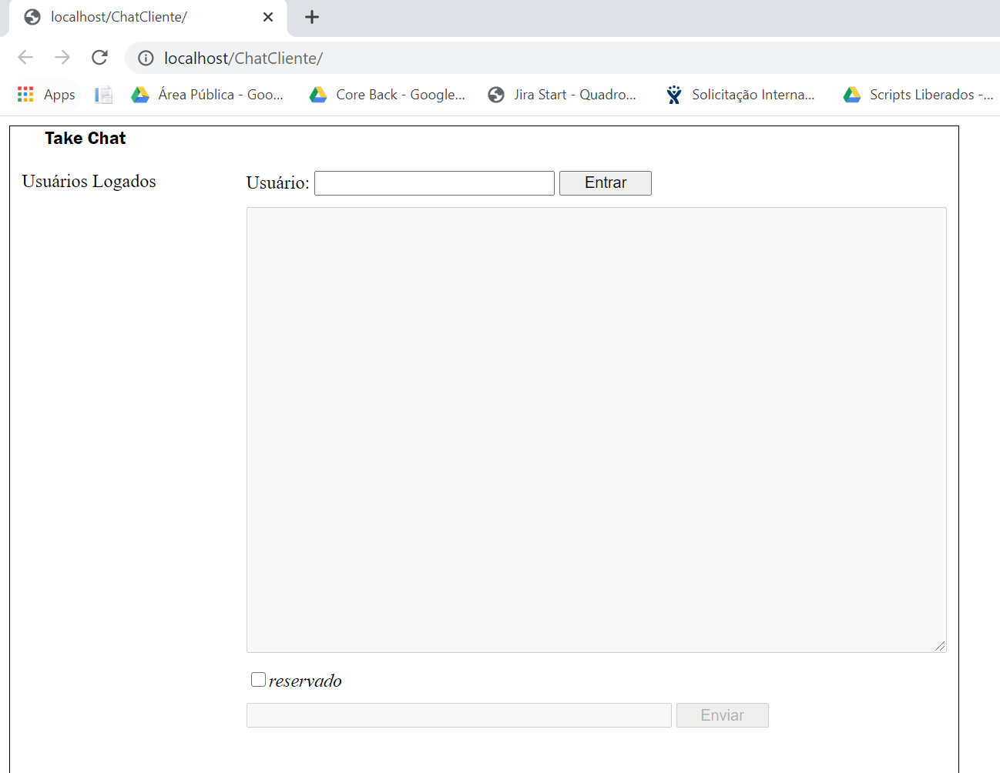 localhost/ChatCliente/
localhost/ChatCliente/
Apps Área Pública - Goo... Core Back - Google... Jira Start - Quadro... Solicitação Interna... Scripts Liberados -...
Take Chat
Usuários Logados
Usuário: Entrar
reservado
Enviar